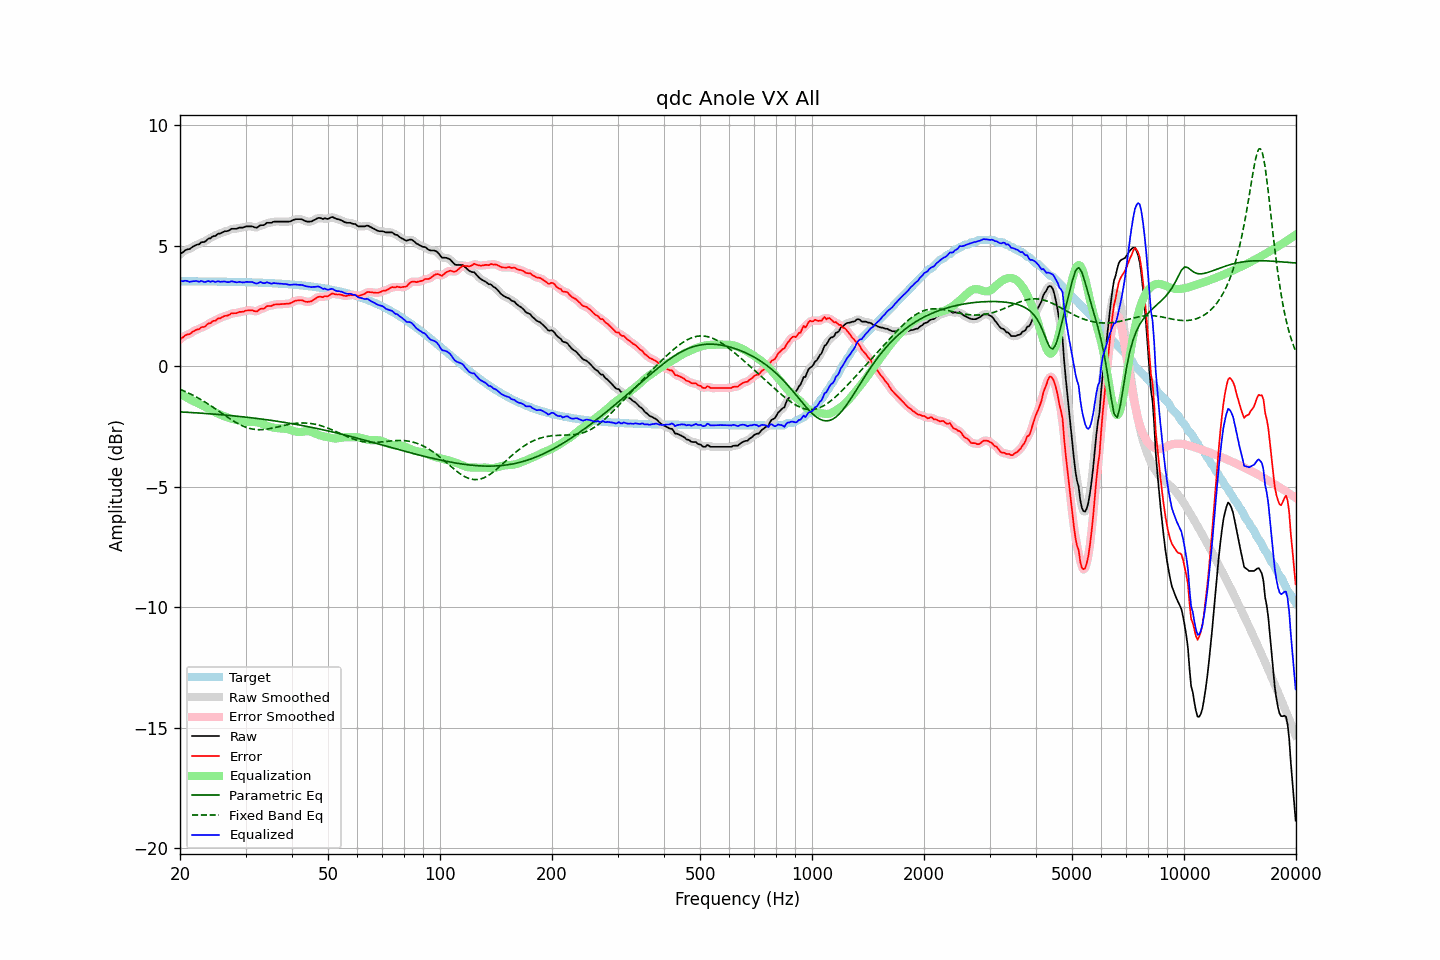 qdc Anole VX All
Amplitude (dBr)
10
5
0
−5
−10
−15
−20
Target
Raw Smoothed
Error Smoothed
Raw
Error
Equalization
Parametric Eq
Fixed Band Eq
Equalized
20 50 100 200 500 1000 2000 5000 10000 20000
Frequency (Hz)